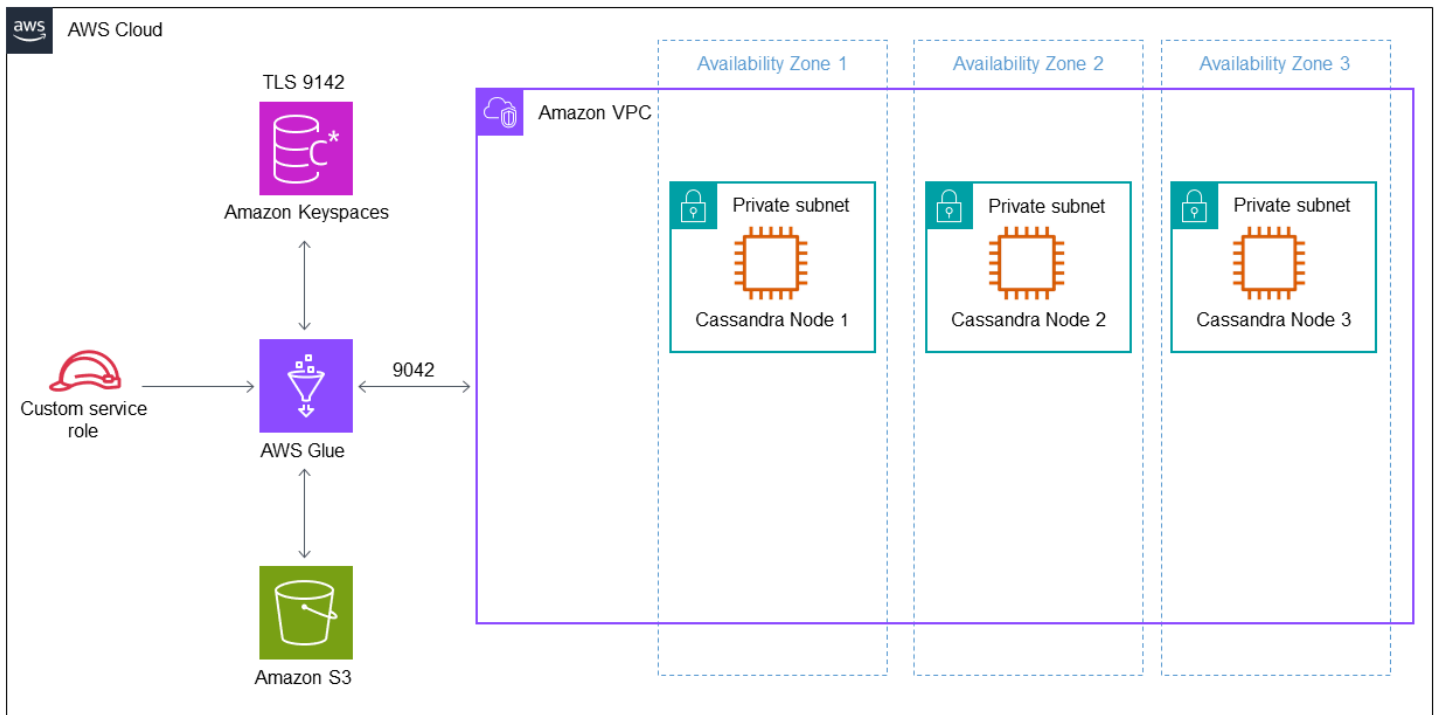 aws
AWS Cloud
Availability Zone 1
Availability Zone 2
Availability Zone 3
TLS 9142
Amazon VPC
C*
Amazon Keyspaces
Private subnet
Private subnet
Private subnet
Cassandra Node 1
Cassandra Node 2
Cassandra Node 3
9042
Custom service
role
AWS Glue
Amazon S3